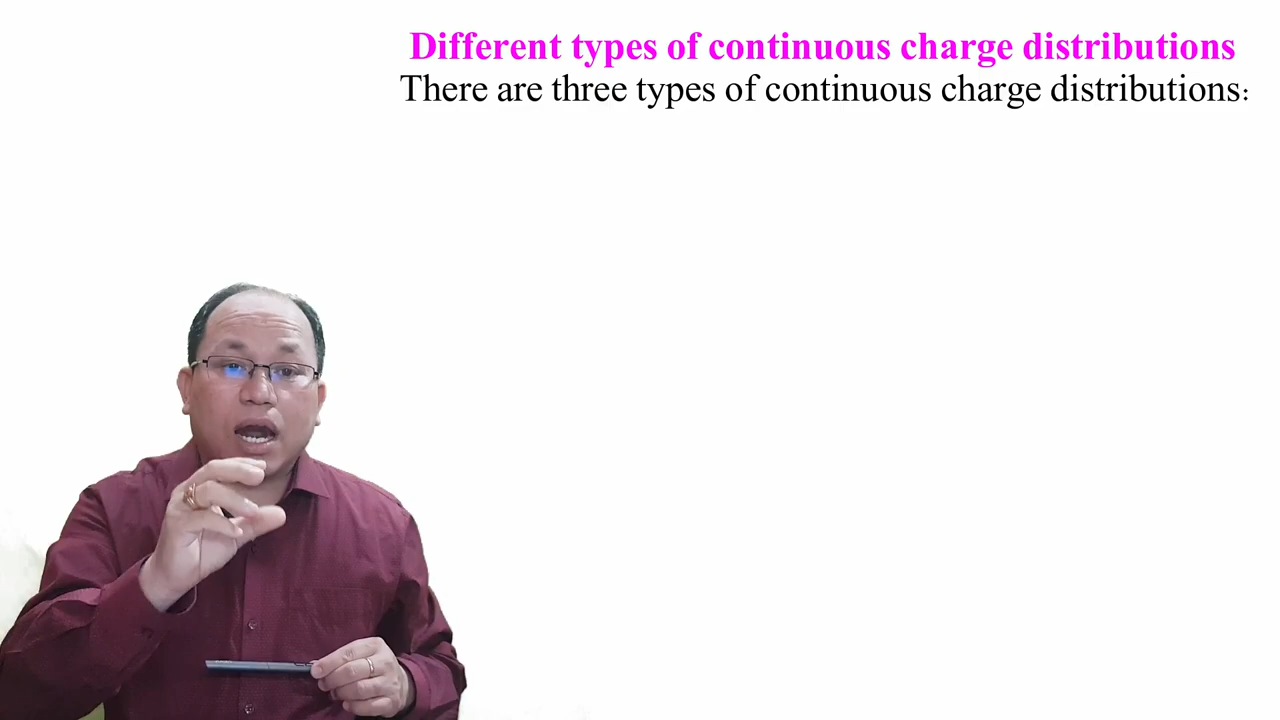 Different types of continuous charge distributions
There are three types of continuous charge distributions: